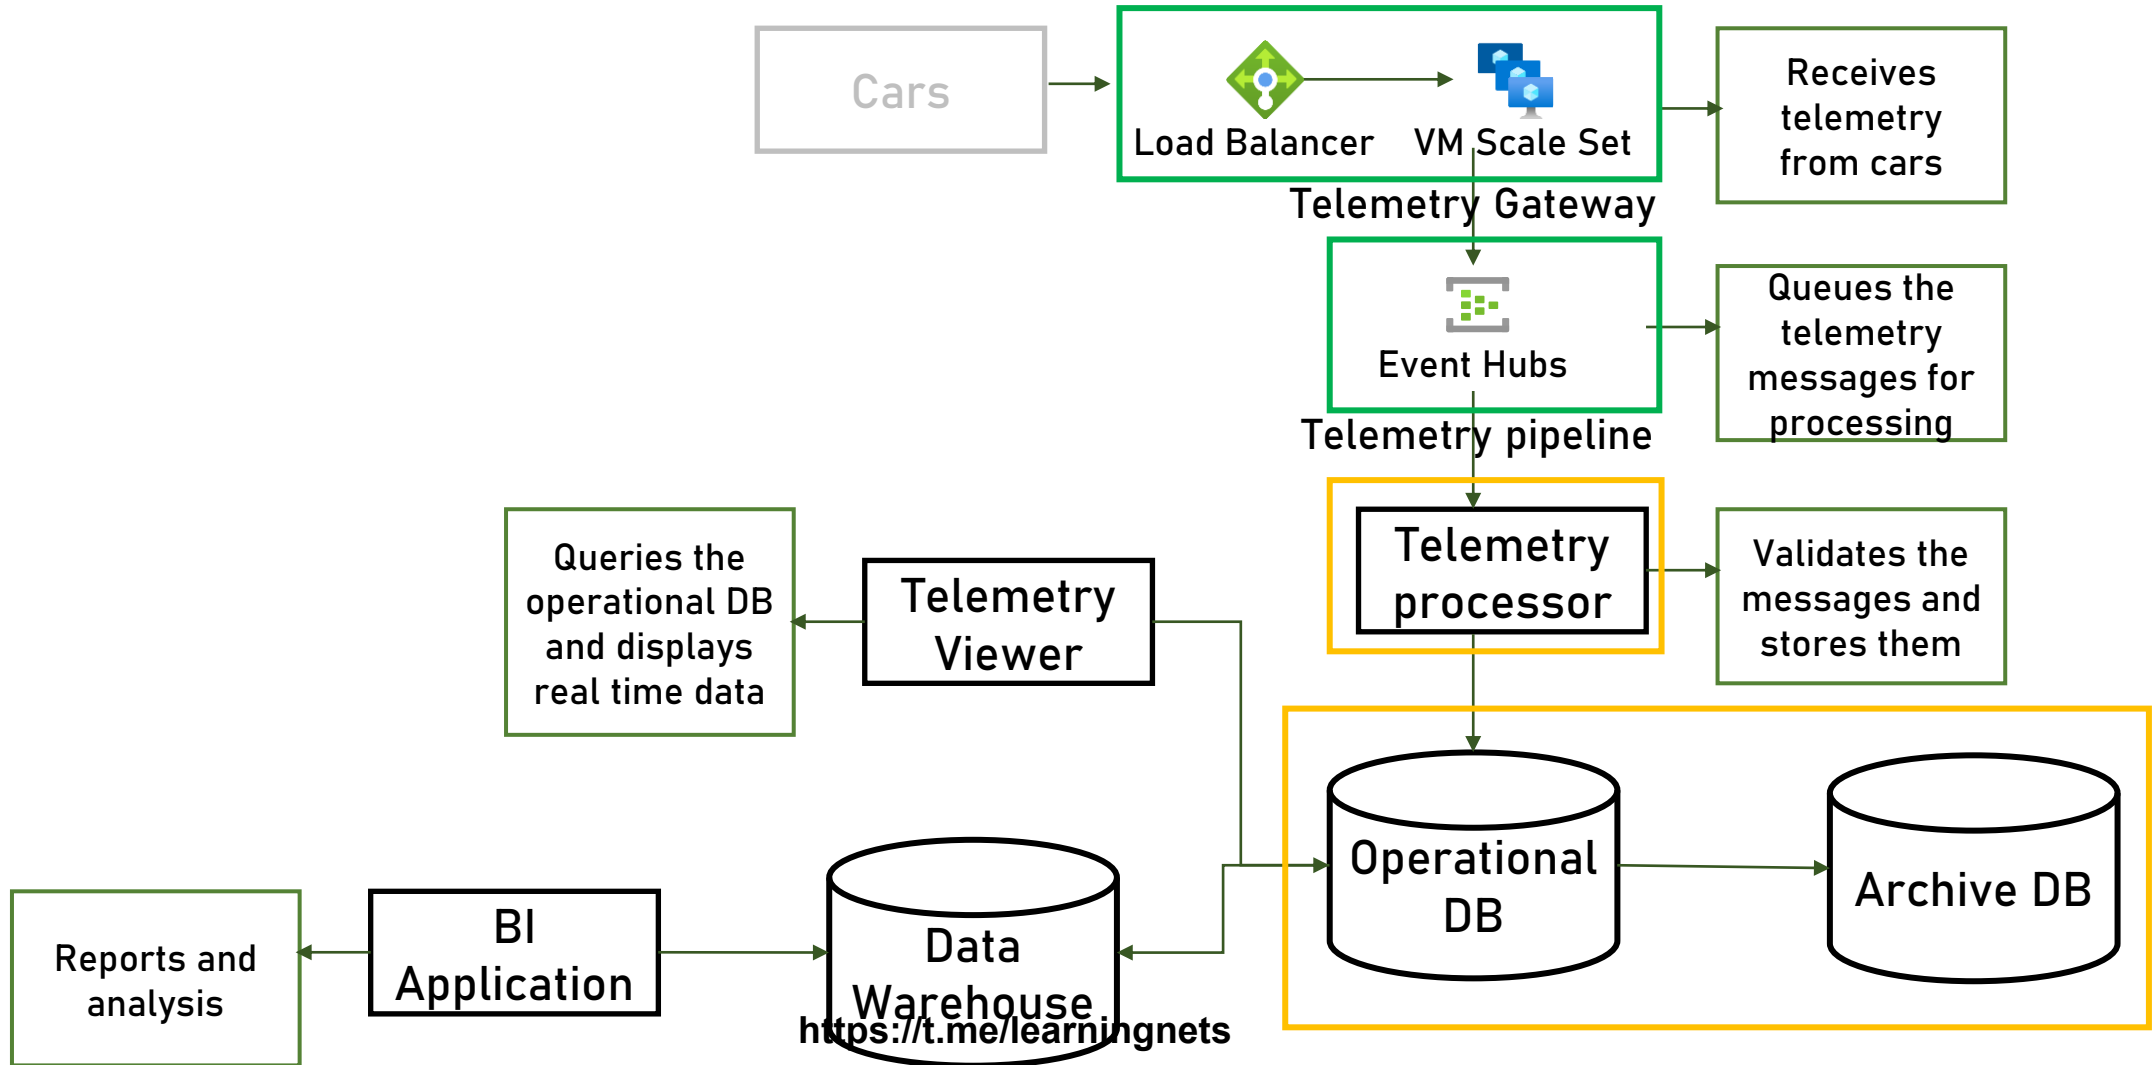 Cars
Load Balancer
VM Scale Set
Receives
telemetry
from cars
Telemetry Gateway
Event Hubs
Queues the
telemetry
messages for
processing
Telemetry pipeline
Telemetry
processor
Validates the
messages and
stores them
Queries the
operational DB
and displays
real time data
Telemetry
Viewer
Operational
DB
Archive DB
Reports and
analysis
BI
Application
Data
Warehouse
https://t.me/learningnets